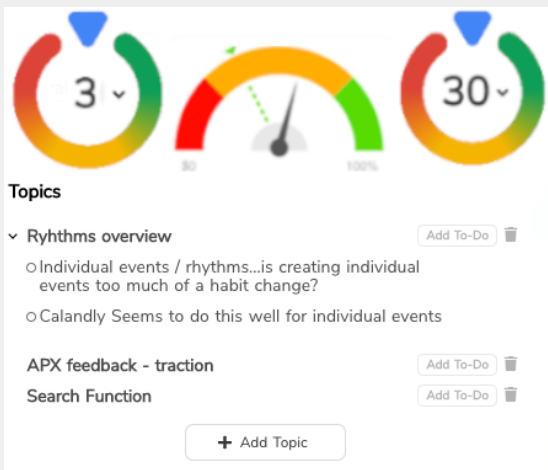 3
30
$0
100%
Topics
Ryhthms overview
Add To-Do
Individual events / rhythms...is creating individual
events too much of a habit change?
Calandly Seems to do this well for individual events
APX feedback - traction
Add To-Do
Search Function
Add To-Do
+ Add Topic